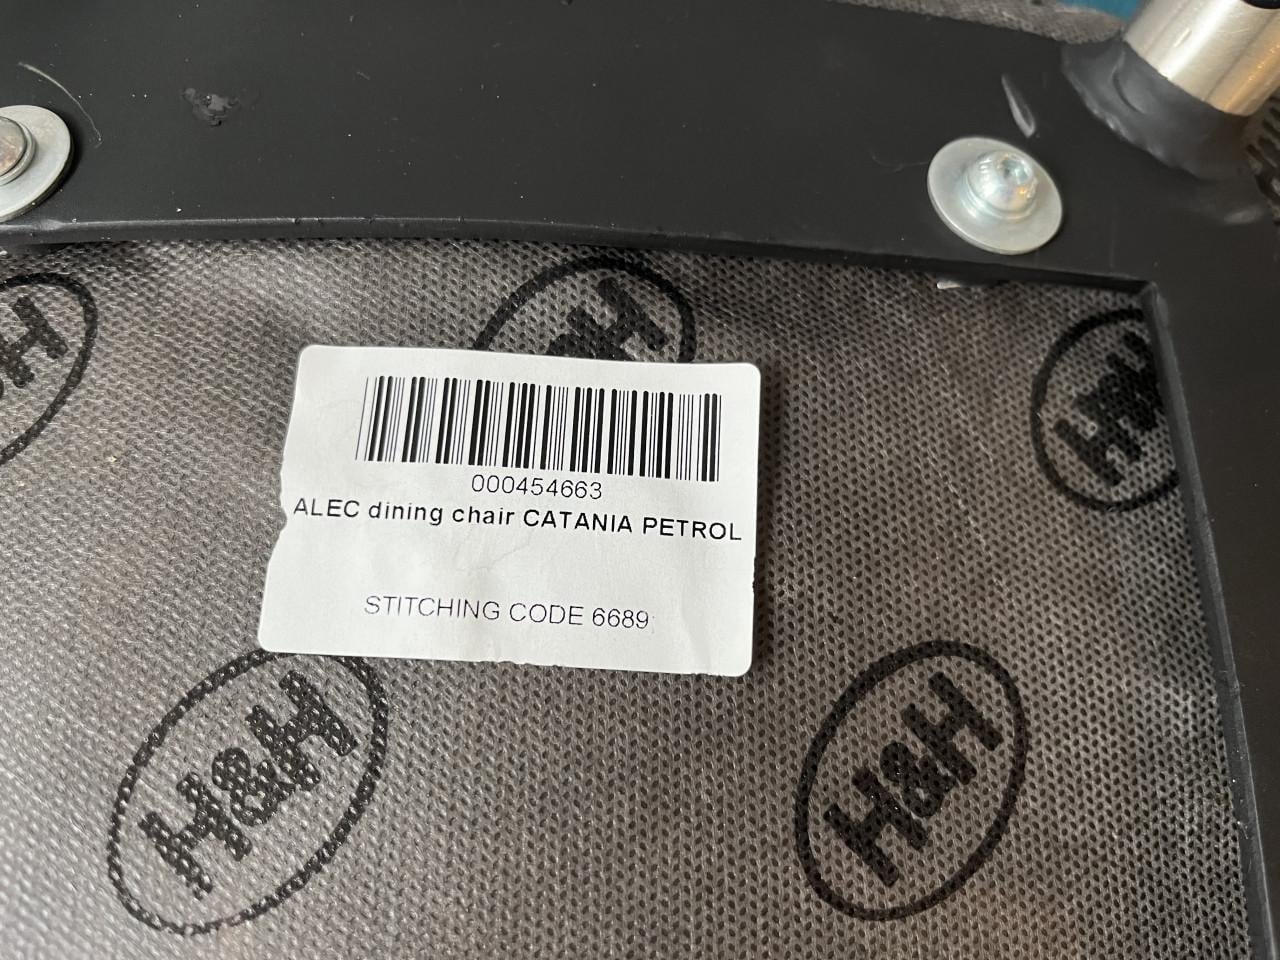 H&H
H&H
H&H
000454663
ALEC dining chair CATANIA PETROL
STITCHING CODE 6689
H&H
H&H